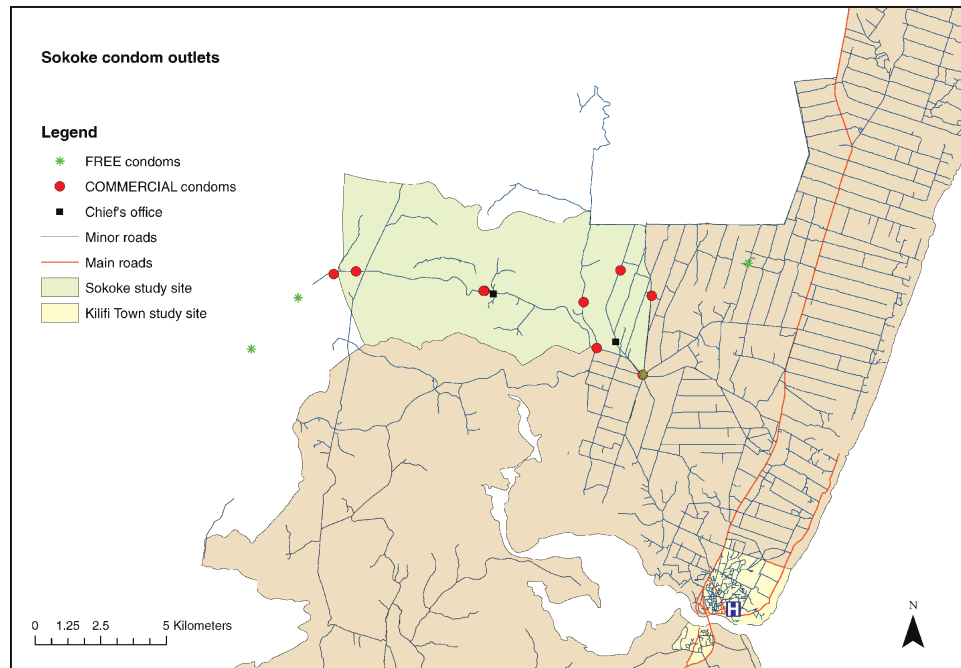 Sokoke condom outlets
Legend
FREE condoms
COMMERCIAL condoms
Chief's office
Minor roads
Main roads
Sokoke study site
Kilifi Town study site
H
N
0 1.25 2.5 5 Kilometers